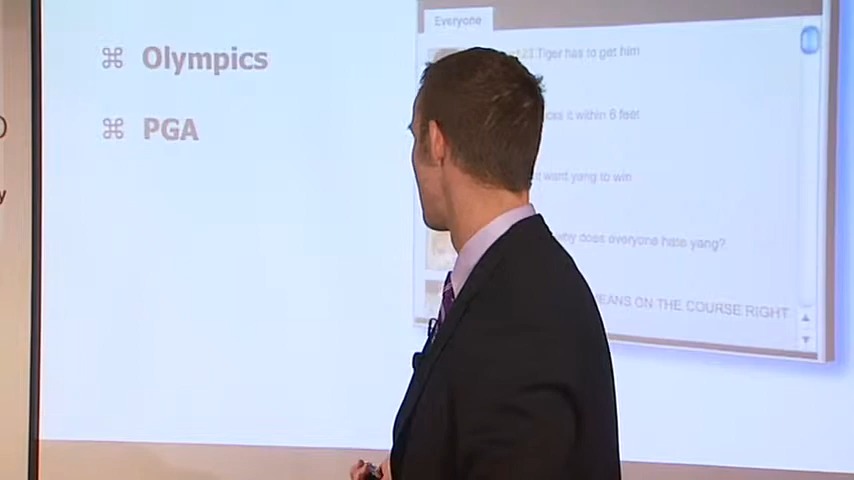 Olympics
PGA
Everyone
Tiger has to get him
it within 6 feet
want yang to win
why does everyone hate yang?
ON THE COURSE RIGHT